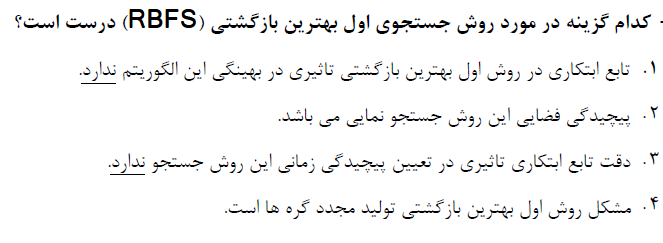 - کدام گزینه در مورد روش جستجوی اول بهترین بازگشتی (RBFS) درست است؟
۱. تابع ابتکاری در روش اول بهترین بازگشتی تاثیری در بهینگی این الگوریتم ندارد.
۲. پیچیدگی فضایی این روش جستجو نمایی می باشد.
۳. دقت تابع ابتکاری تاثیری در تعیین پیچیدگی زمانی این روش جستجو ندارد.
۴. مشکل روش اول بهترین بازگشتی تولید مجدد گره ها است.